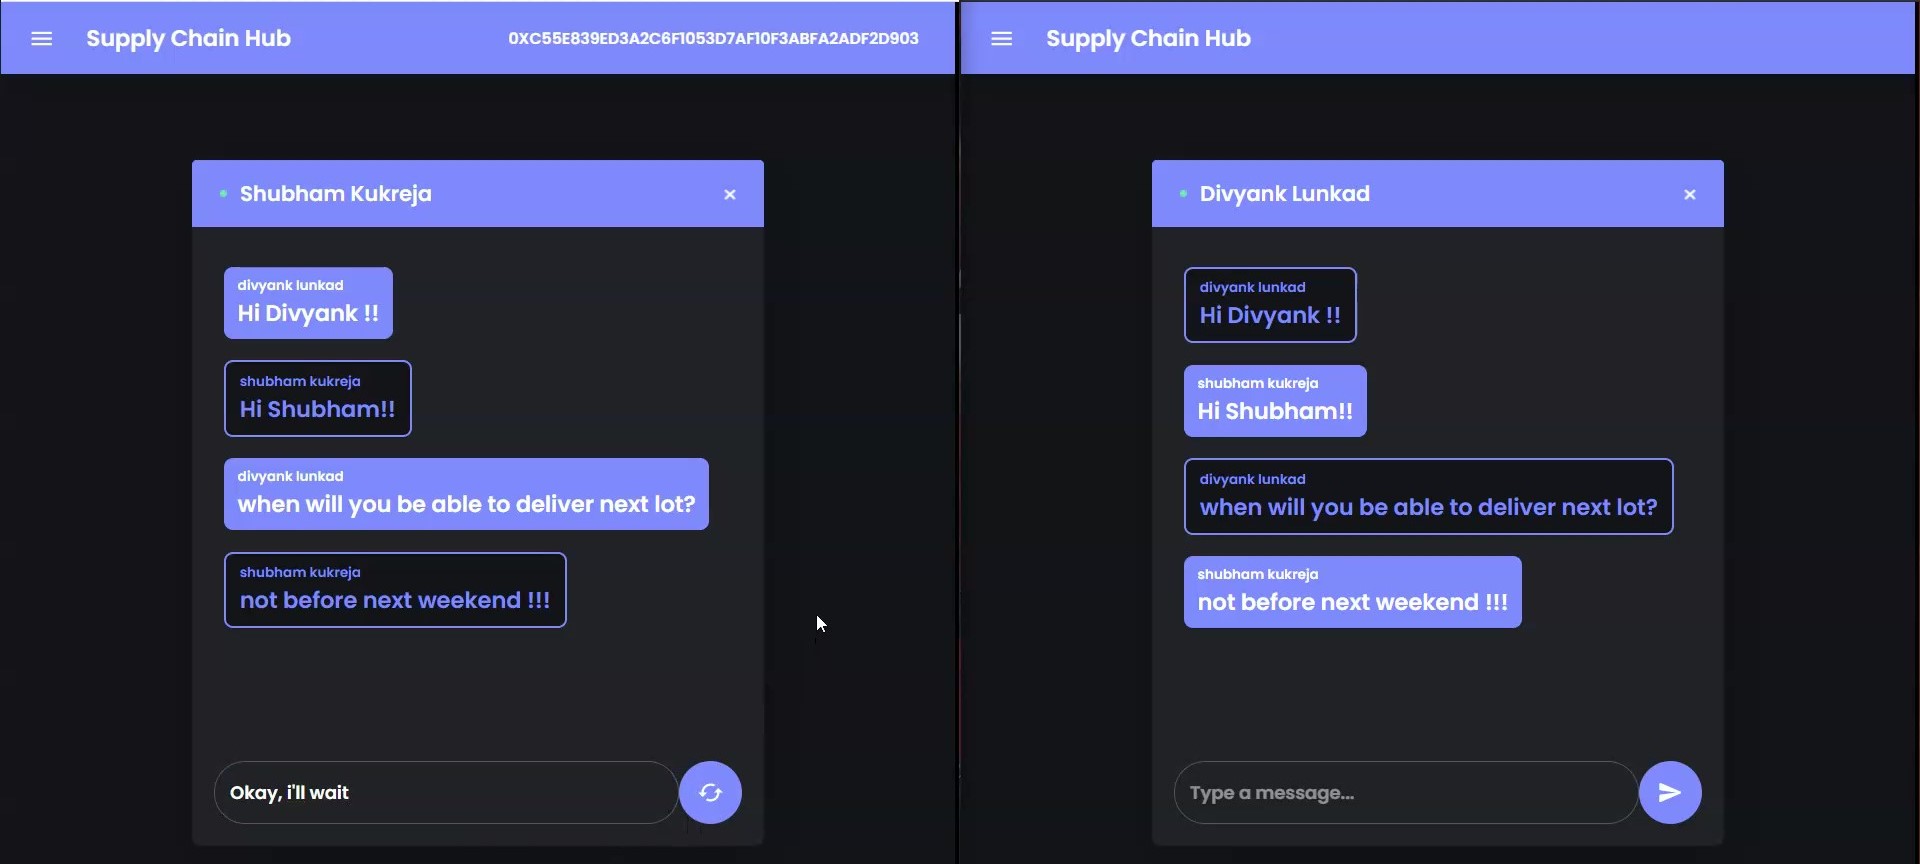 Supply Chain Hub
0XC55E839ED3A2C6F1053D7AF10F3ABFA2ADF2D903
Shubham Kukreja
×
divyank lunkad
Hi Divyank !!
shubham kukreja
Hi Shubham!!
divyank lunkad
when will you be able to deliver next lot?
shubham kukreja
not before next weekend !!!
Okay, i'll wait
Supply Chain Hub
Divyank Lunkad
×
divyank lunkad
Hi Divyank !!
shubham kukreja
Hi Shubham!!
divyank lunkad
when will you be able to deliver next lot?
shubham kukreja
not before next weekend !!!
Type a message...